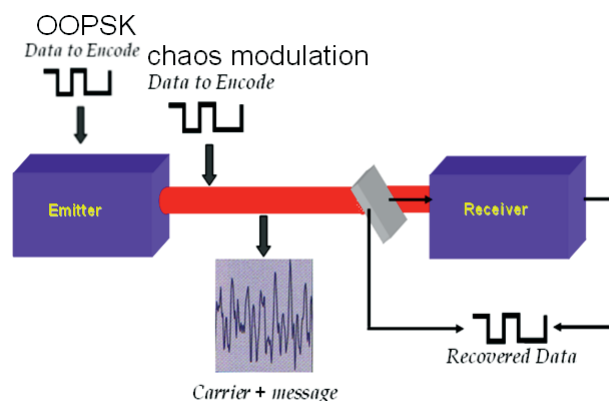 OOPSK
Data to Encode
chaos modulation
Data to Encode
Emitter
Receiver
Recovered Data
Carrier + message